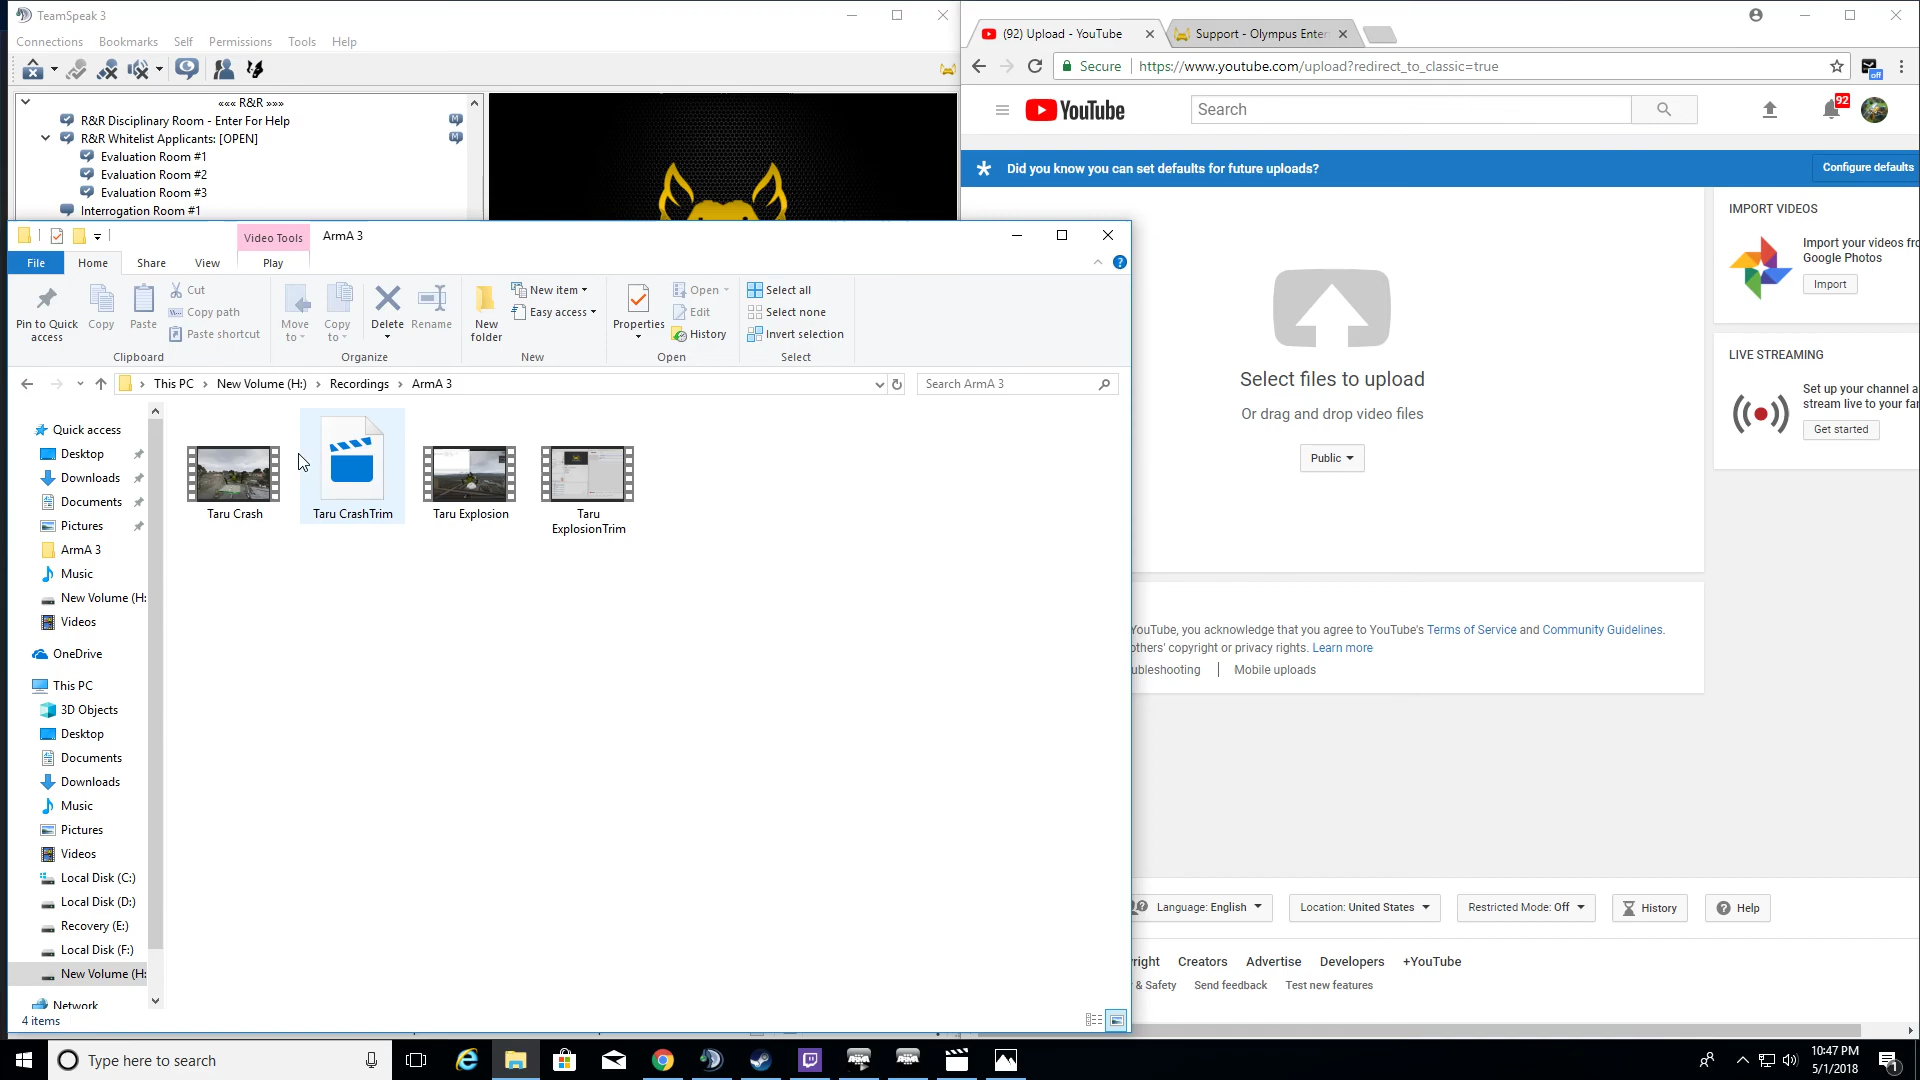 TeamSpeak 3
Connections Bookmarks Self Permissions Tools Help
««« R&R »»»
R&R Disciplinary Room - Enter For Help
R&R Whitelist Applicants: [OPEN]
Evaluation Room #1
Evaluation Room #2
Evaluation Room #3
Interrogation Room #1
(92) Upload - YouTube
Support - Olympus Enter
Secure
https://www.youtube.com/upload?redirect_to_classic=true
off
YouTube
Search
92
Did you know you can set defaults for future uploads?
Configure defaults
Select files to upload
Or drag and drop video files
Public
IMPORT VIDEOS
Import your videos fro
Google Photos
Import
LIVE STREAMING
Set up your channel a
stream live to your fan
Get started
YouTube, you acknowledge that you agree to YouTube's Terms of Service and Community Guidelines.
others' copyright or privacy rights. Learn more
ubleshooting
Mobile uploads
Language: English
Location: United States
Restricted Mode: Off
History
Help
right Creators Advertise Developers +YouTube
& Safety Send feedback Test new features
Video Tools
ArmA 3
File Home Share View Play
Pin to Quick access
Copy
Paste
Cut
Copy path
Paste shortcut
Clipboard
Move to
Copy to
Delete
Rename
Organize
New folder
New item
Easy access
New
Properties
Open
Edit
History
Open
Select all
Select none
Invert selection
Select
This PC
New Volume (H:)
Recordings
ArmA 3
Search ArmA 3
Quick access
Desktop
Downloads
Documents
Pictures
ArmA 3
Music
New Volume (H:
Videos
OneDrive
This PC
3D Objects
Desktop
Documents
Downloads
Music
Pictures
Videos
Local Disk (C:)
Local Disk (D:)
Recovery (E:)
Local Disk (F:)
New Volume (H:
Network
Taru Crash
Taru CrashTrim
Taru Explosion
Taru
ExplosionTrim
4 items
Type here to search
10:47 PM
5/1/2018
1